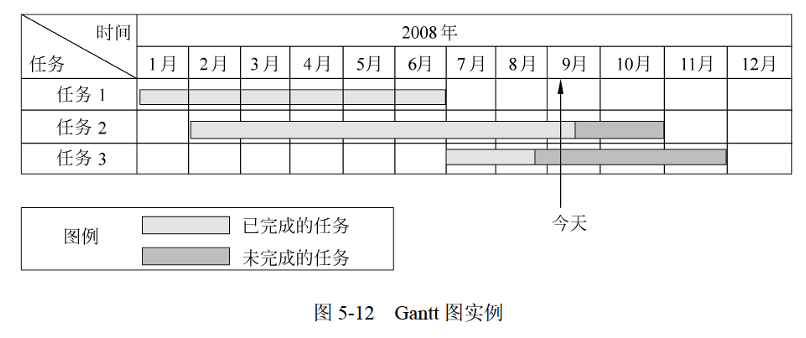 时间 2008年
任务 1月 2月 3月 4月 5月 6月 7月 8月 9月 10月 11月 12月
任务 1
任务 2
任务 3
今天
图例 已完成的任务
未完成的任务
图 5-12 Gantt 图实例